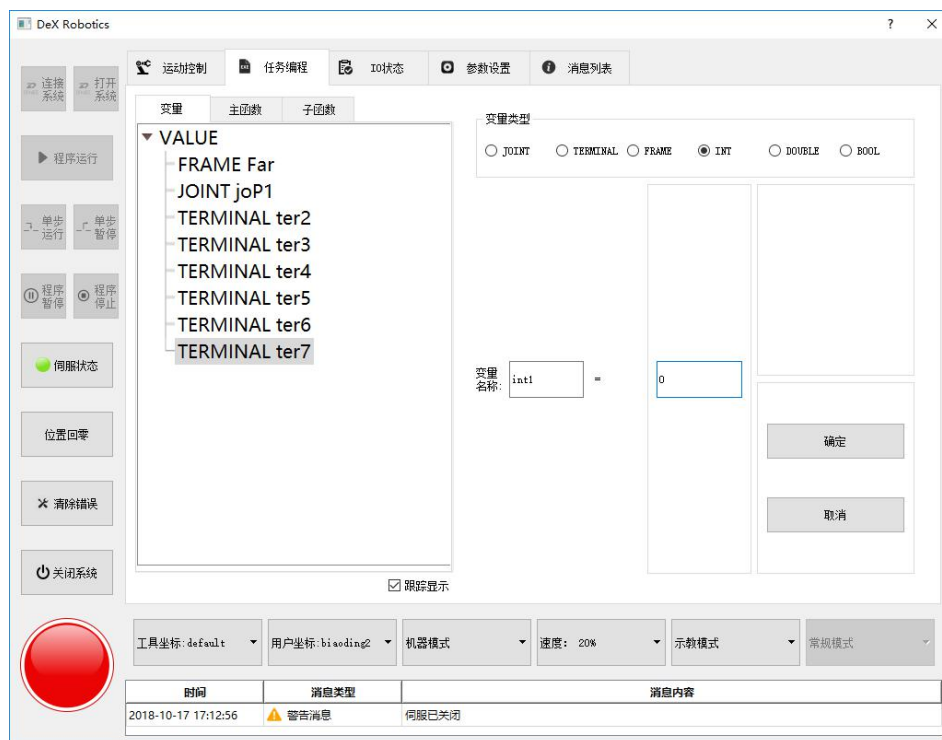 DeX Robotics
?
运动控制
任务编程
IO状态
参数设置
消息列表
连接
系统
打开
系统
程序运行
单步
运行
单步
暂停
程序
暂停
程序
停止
伺服状态
位置回零
清除错误
关闭系统
变量
主函数
子函数
VALUE
FRAME Far
JOINT joP1
TERMINAL ter2
TERMINAL ter3
TERMINAL ter4
TERMINAL ter5
TERMINAL ter6
TERMINAL ter7
跟踪显示
变量类型
JOINT
TERMINAL
FRAME
INT
DOUBLE
BOOL
变量
名称:
int1
=
0
确定
取消
工具坐标:default
用户坐标:biaoding2
机器模式
速度: 20%
示教模式
常规模式
时间 消息类型 消息内容
2018-10-17 17:12:56 警告消息 伺服已关闭